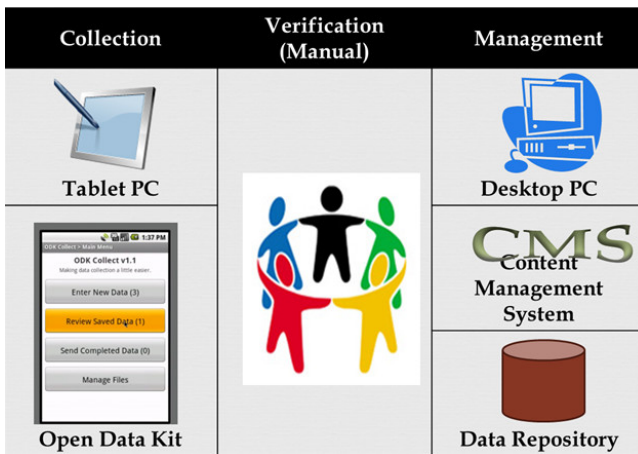 Collection
Verification
(Manual)
Management
Tablet PC
Desktop PC
1:37 PM
ODK Collect > Main Menu
ODK Collect v1.1
Making data collection a little easier.
Enter New Data (3)
Review Saved Data (1)
Send Completed Data (0)
Manage Files
Open Data Kit
CMS
Content
Management
System
Data Repository